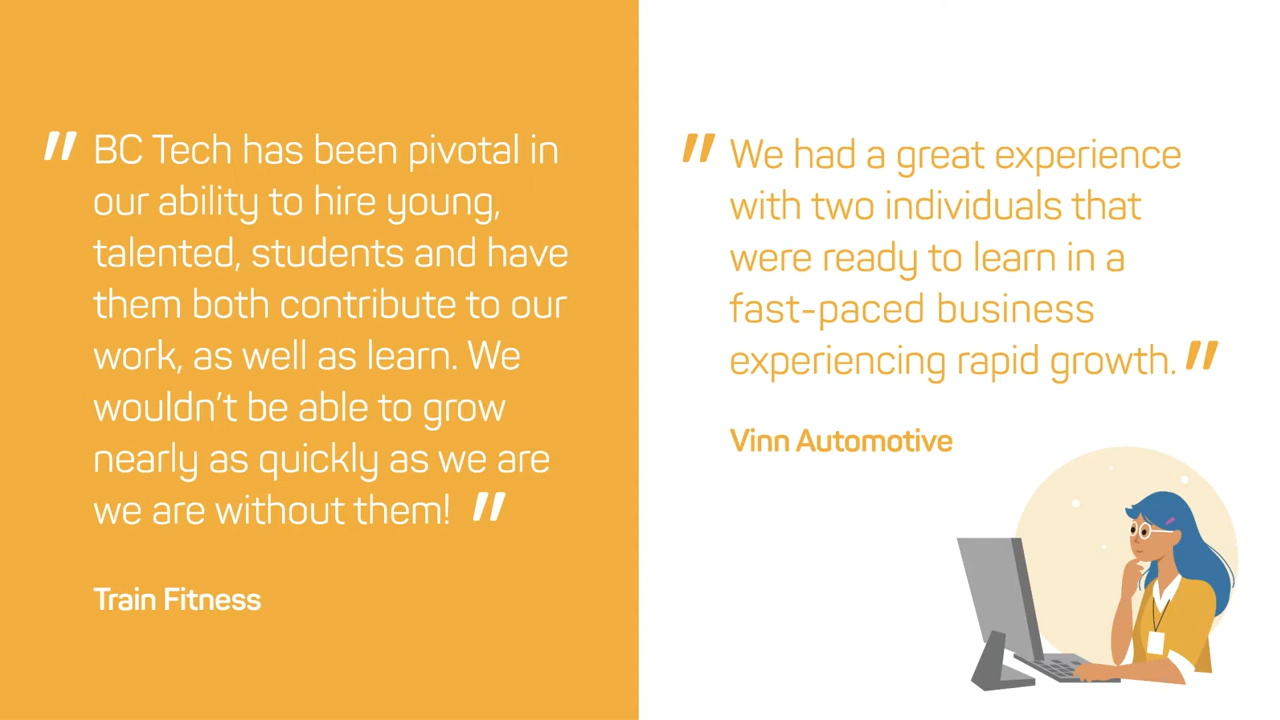 " BC Tech has been pivotal in
our ability to hire young,
talented, students and have
them both contribute to our
work, as well as learn. We
wouldn't be able to grow
nearly as quickly as we are
we are without them! "
Train Fitness
" We had a great experience
with two individuals that
were ready to learn in a
fast-paced business
experiencing rapid growth. "
Vinn Automotive